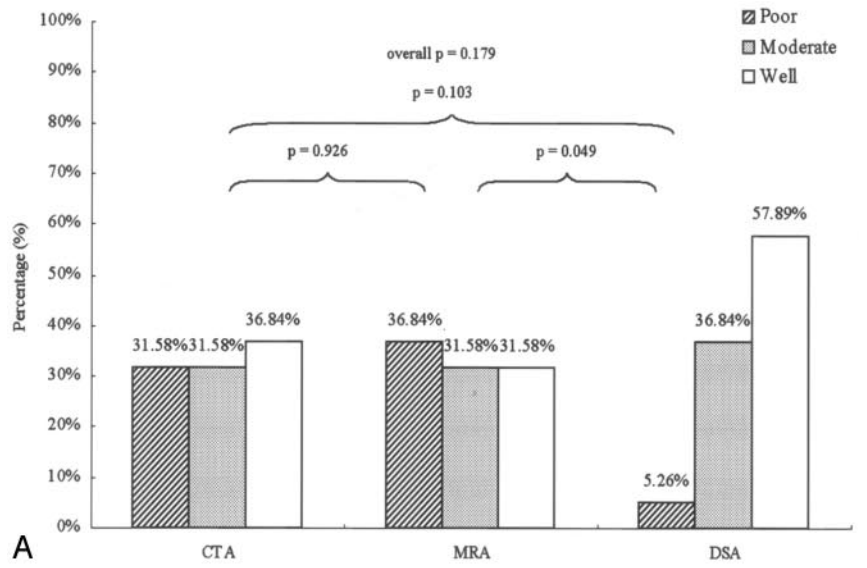 100%
90%
80%
70%
60%
50%
40%
30%
20%
10%
0%
Percentage (%)
Poor
Moderate
Well
overall p = 0.179
p = 0.103
p = 0.926
p = 0.049
31.58% 31.58%
36.84%
36.84%
31.58% 31.58%
5.26%
36.84%
57.89%
CTA
MRA
DSA
A